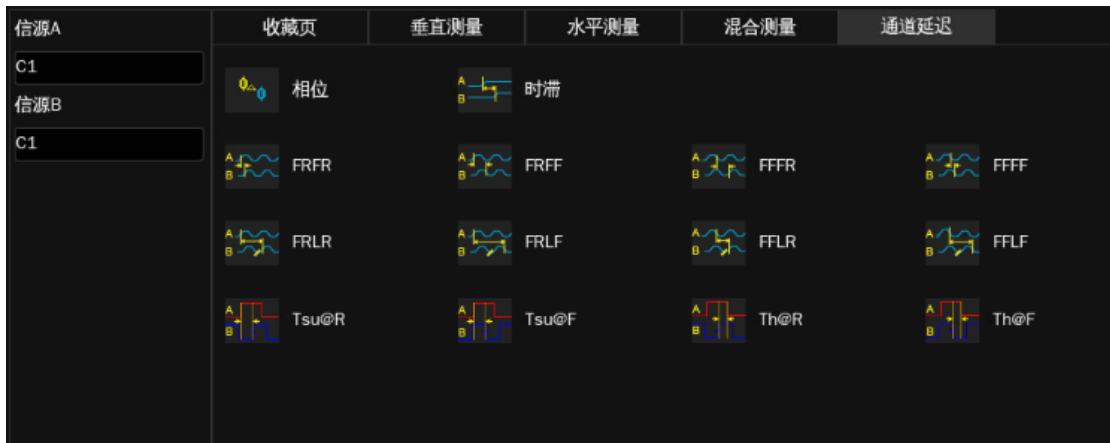 信源A
收藏页 垂直测量 水平测量 混合测量 通道延迟
C1
信源B
C1
相位 A B 时滞
A B FRFR A B FRFF A B FFFR A B FFFF
A B FRLR A B FRLF A B FFLR A B FFLF
A B Tsu@R A B Tsu@F A B Th@R A B Th@F